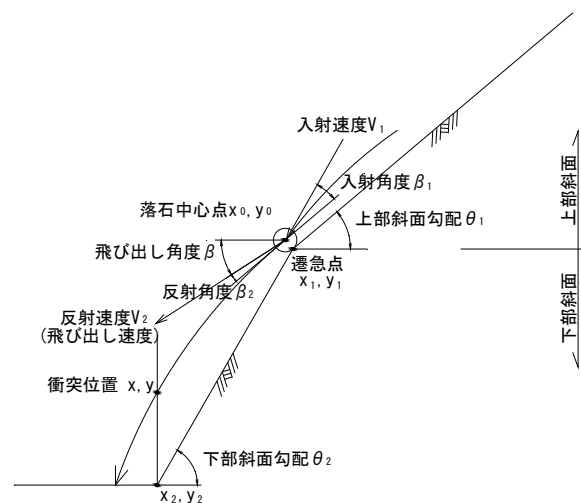 入射速度V1
入射角度β1
上部斜面
落石中心点x0, y0
上部斜面勾配θ1
飛び出し角度β
遷急点
x1, y1
反射角度β2
反射速度V2
(飛び出し速度)
下部斜面
衝突位置 x, y
下部斜面勾配θ2
x2, y2